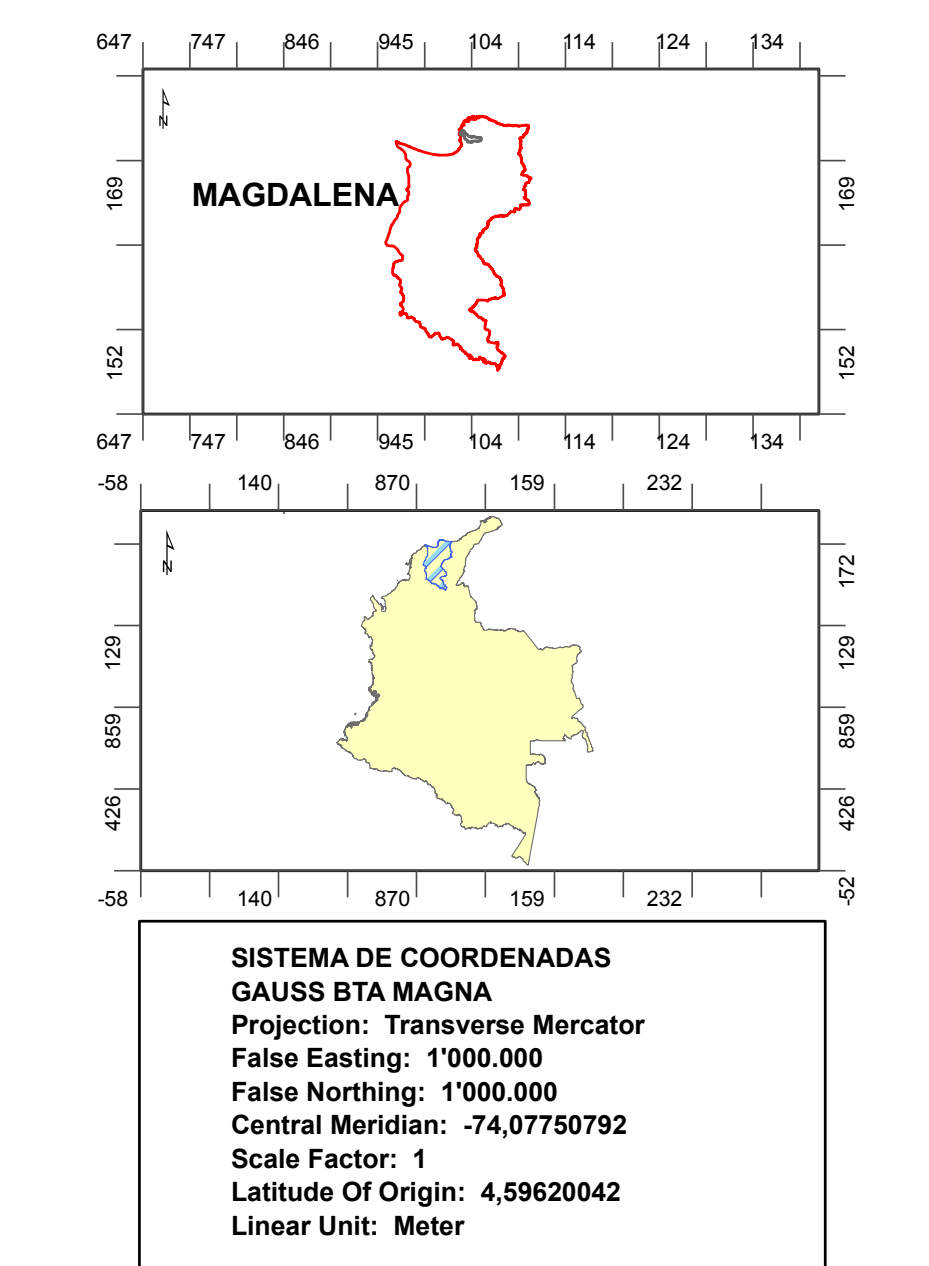 647 747 846 945 104 114 124 134
N
MAGDALENA
169 169
152 152
647 747 846 945 104 114 124 134
-58 140 870 159 232
N
172
129 129
859 859
426 426
-52
-58 140 870 159 232
SISTEMA DE COORDENADAS
GAUSS BTA MAGNA
Projection: Transverse Mercator
False Easting: 1'000.000
False Northing: 1'000.000
Central Meridian: -74,07750792
Scale Factor: 1
Latitude Of Origin: 4,59620042
Linear Unit: Meter